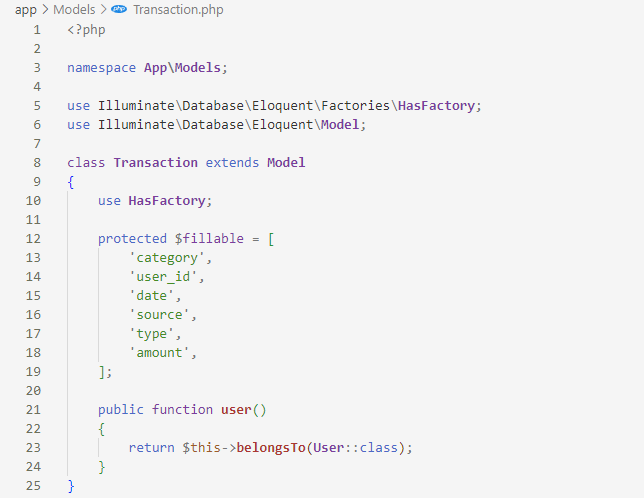 app > Models > php Transaction.php
1 <?php
2
3 namespace App\Models;
4
5 use Illuminate\Database\Eloquent\Factories\HasFactory;
6 use Illuminate\Database\Eloquent\Model;
7
8 class Transaction extends Model
9 {
10     use HasFactory;
11
12     protected $fillable = [
13         'category',
14         'user_id',
15         'date',
16         'source',
17         'type',
18         'amount',
19     ];
20
21     public function user()
22     {
23         return $this->belongsTo(User::class);
24     }
25 }